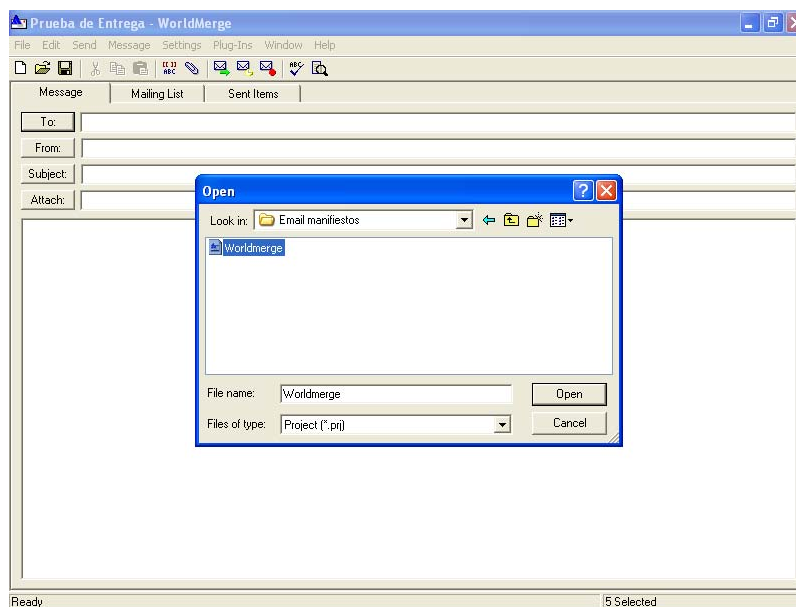 Prueba de Entrega - WorldMerge
File Edit Send Message Settings Plug-Ins Window Help
Message Mailing List Sent Items
To:
From:
Subject:
Attach:
Open
Look in: Email manifiestos
Worldmerge
File name: Worldmerge Open
Files of type: Project (*.prj) Cancel
Ready 5 Selected